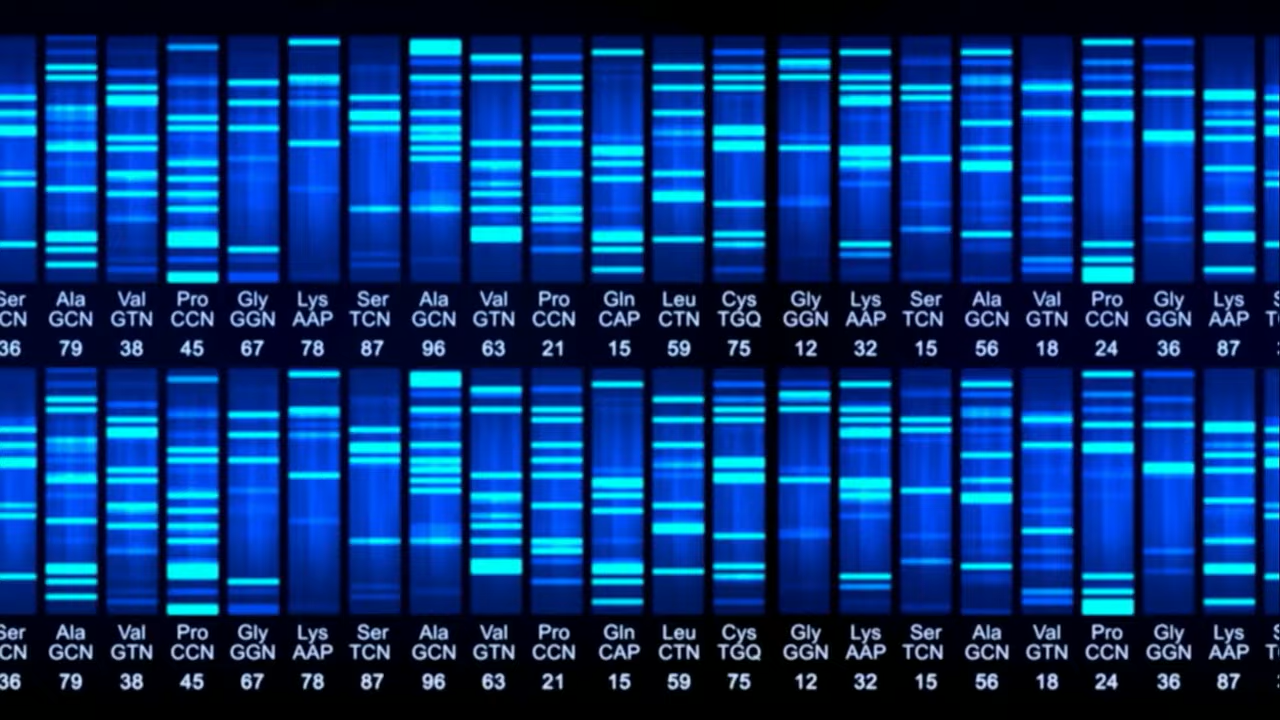 Ser Ala Val Pro Gly Lys Ser Ala Val Pro Gln Leu Cys Gly Lys Ser Ala Val Pro Gly Lys S
CN GCN GTN CCN GGN AAP TCN GCN GTN CCN CAP CTN TGQ GGN AAP TCN GCN GTN CCN GGN AAP T
36 79 38 45 67 78 87 96 63 21 15 59 75 12 32 15 56 18 24 36 87
Ser Ala Val Pro Gly Lys Ser Ala Val Pro Gln Leu Cys Gly Lys Ser Ala Val Pro Gly Lys S
CN GCN GTN CCN GGN AAP TCN GCN GTN CCN CAP CTN TGQ GGN AAP TCN GCN GTN CCN GGN AAP T
36 79 38 45 67 78 87 96 63 21 15 59 75 12 32 15 56 18 24 36 87